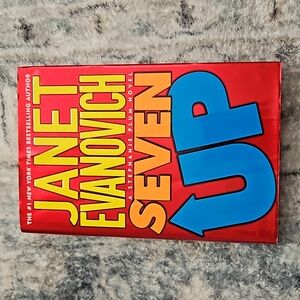 THE #1 NEW YORK TIMES BESTSELLING AUTHOR
JANET
EVANOVICH
A STEPHANIE PLUM NOVEL
SEVEN
UP